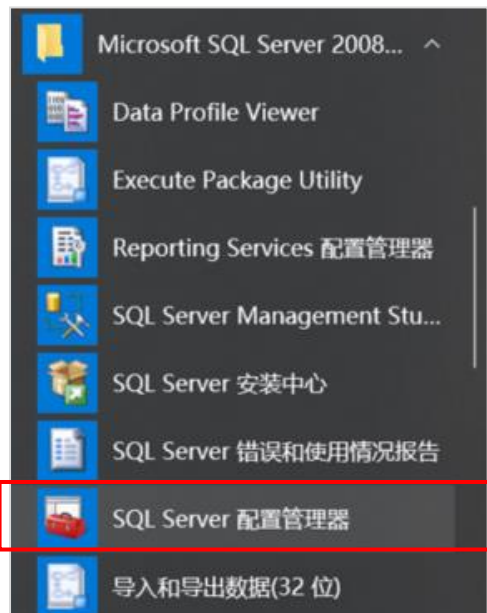 Microsoft SQL Server 2008...
Data Profile Viewer
Execute Package Utility
Reporting Services 配置管理器
SQL Server Management Stu...
SQL Server 安装中心
SQL Server 错误和使用情况报告
SQL Server 配置管理器
导入和导出数据(32 位)